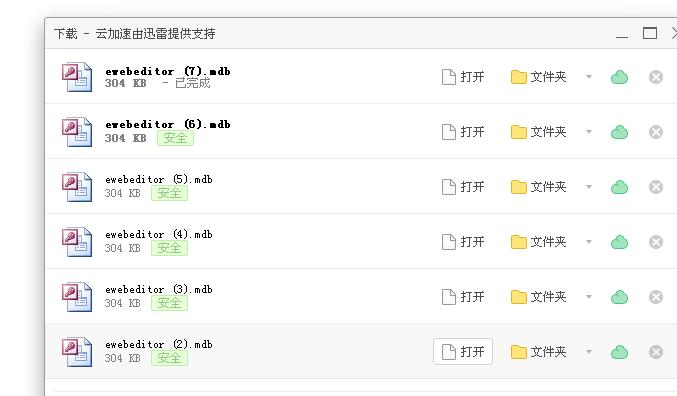 下载 - 云加速由迅雷提供支持
ewebeditor (7).mdb
304 KB - 已完成
打开 文件夹
ewebeditor (6).mdb
304 KB 安全
打开 文件夹
ewebeditor (5).mdb
304 KB 安全
打开 文件夹
ewebeditor (4).mdb
304 KB 安全
打开 文件夹
ewebeditor (3).mdb
304 KB 安全
打开 文件夹
ewebeditor (2).mdb
304 KB 安全
打开 文件夹